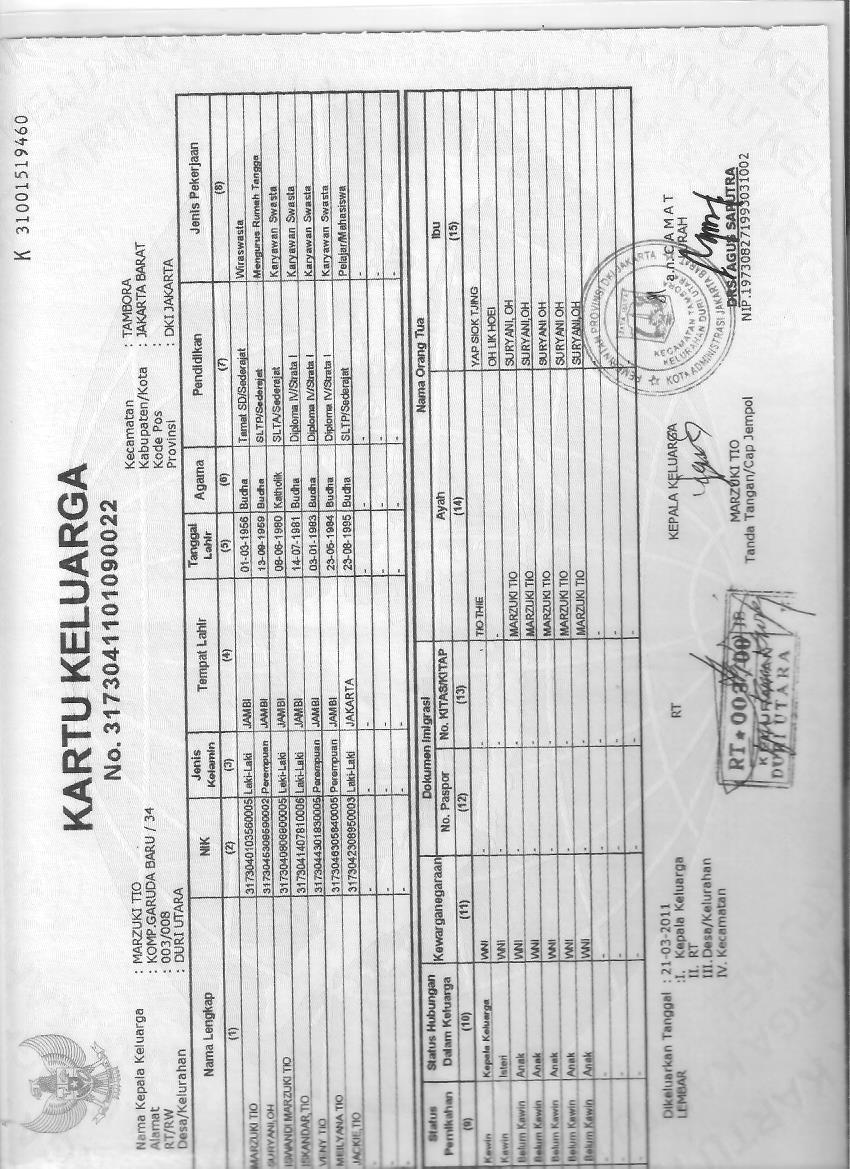 K 31001519460
KARTU KELUARGA
No. 3173041101090022
Nama Kepala Keluarga : MARZUKI TIO
Alamat : KOMP.GARUDA BARU / 34
RT/RW : 003/008
Desa/Kelurahan : DURI UTARA
Kecamatan : TAMBORA
Kabupaten/Kota : JAKARTA BARAT
Kode Pos :
Provinsi : DKI JAKARTA
Nama Lengkap NIK Jenis Kelamin Tempat Lahir Tanggal Lahir Agama Pendidikan Jenis Pekerjaan
(1) (2) (3) (4) (5) (6) (7) (8)
MARZUKI TIO 3173040103560005 Laki-Laki JAMBI 01-03-1956 Budha Tamat SD/Sederajat Wiraswasta
SURYANI,OH 3173045309590002 Perempuan JAMBI 13-09-1959 Budha SLTP/Sederajat Mengurus Rumah Tangga
ISWANDI MARZUKI TIO 3173040806800005 Laki-Laki JAMBI 08-06-1980 Katholik SLTA/Sederajat Karyawan Swasta
ISKANDAR,TIO 3173041407810006 Laki-Laki JAMBI 14-07-1981 Budha Diploma IV/Strata I Karyawan Swasta
VENY TIO 3173044301830005 Perempuan JAMBI 03-01-1983 Budha Diploma IV/Strata I Karyawan Swasta
MEILYANA TIO 3173046305840005 Perempuan JAMBI 23-05-1984 Budha Diploma IV/Strata I Karyawan Swasta
JACKIE,TIO 3173042308950003 Laki-Laki JAKARTA 23-08-1995 Budha SLTP/Sederajat Pelajar/Mahasiswa
- - - - - - - -
- - - - - - - -
- - - - - - - -
Status Pernikahan Status Hubungan Dalam Keluarga Kewarganegaraan Dokumen Imigrasi Nama Orang Tua
No. Paspor No. KITAS/KITAP Ayah Ibu
(9) (10) (11) (12) (13) (14) (15)
Kawin Kepala Keluarga WNI - - TIO THIE YAP SIOK TJING
Kawin Isteri WNI - - - OH LIK HOEI
Belum Kawin Anak WNI - - MARZUKI TIO SURYANI, OH
Belum Kawin Anak WNI - - MARZUKI TIO SURYANI,OH
Belum Kawin Anak WNI - - MARZUKI TIO SURYANI OH
Belum Kawin Anak WNI - - MARZUKI TIO SURYANI OH
Belum Kawin Anak WNI - - MARZUKI TIO SURYANI,OH
- - - - - - -
- - - - - - -
- - - - - - -
Dikeluarkan Tanggal : 21-03-2011
LEMBAR : I. Kepala Keluarga
II. RT
III. Desa/Kelurahan
IV. Kecamatan
RT
RT * 003/00
DURI UTARA
KEPALA KELUARGA
MARZUKI TIO
Tanda Tangan/Cap Jempol
a.n. CAMAT
PEMERINTAH PROVINSI DKI JAKARTA
KOTA ADMINISTRASI JAKARTA BARAT
KECAMATAN TAMBORA
KELURAHAN DURI UTARA
DRS. AGUS SAPUTRA
NIP.197308271993031002